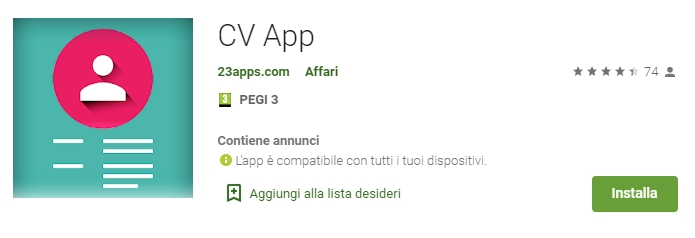 CV App
23apps.com Affari
74
3 PEGI 3
Contiene annunci
L'app è compatibile con tutti i tuoi dispositivi.
Aggiungi alla lista desideri
Installa